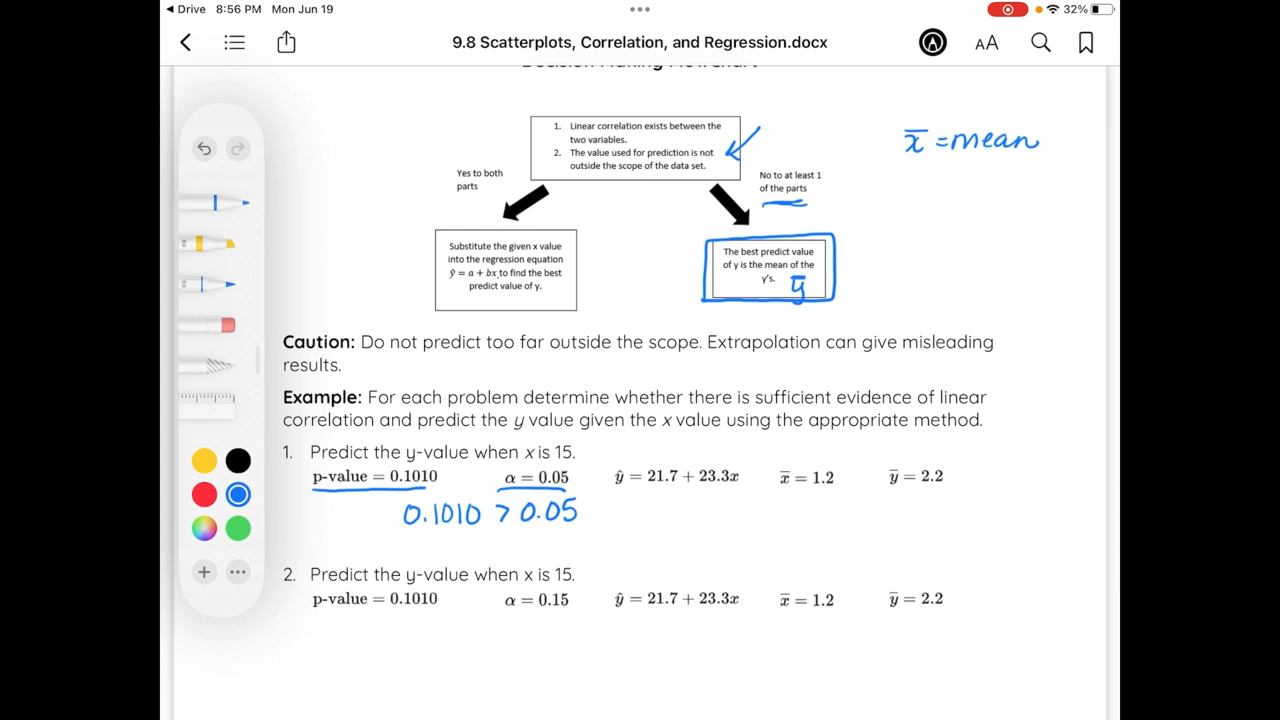 Drive 8:56 PM Mon Jun 19 32%
9.8 Scatterplots, Correlation, and Regression.docx
AA
1. Linear correlation exists between the
two variables.
2. The value used for prediction is not
outside the scope of the data set.
x̅ = mean
Yes to both
parts
No to at least 1
of the parts
Substitute the given x value
into the regression equation
ŷ = a + bx to find the best
predict value of y.
The best predict value
of y is the mean of the
y's. y̅
Caution: Do not predict too far outside the scope. Extrapolation can give misleading
results.
Example: For each problem determine whether there is sufficient evidence of linear
correlation and predict the y value given the x value using the appropriate method.
1. Predict the y-value when x is 15.
p-value = 0.1010 α = 0.05 ŷ = 21.7 + 23.3x x̅ = 1.2 y̅ = 2.2
0.1010 > 0.05
2. Predict the y-value when x is 15.
p-value = 0.1010 α = 0.15 ŷ = 21.7 + 23.3x x̅ = 1.2 y̅ = 2.2